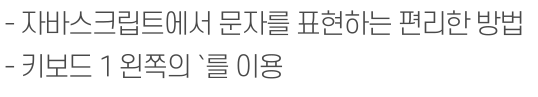 - 자바스크립트에서 문자를 표현하는 편리한 방법
- 키보드 1 왼쪽의 `를 이용